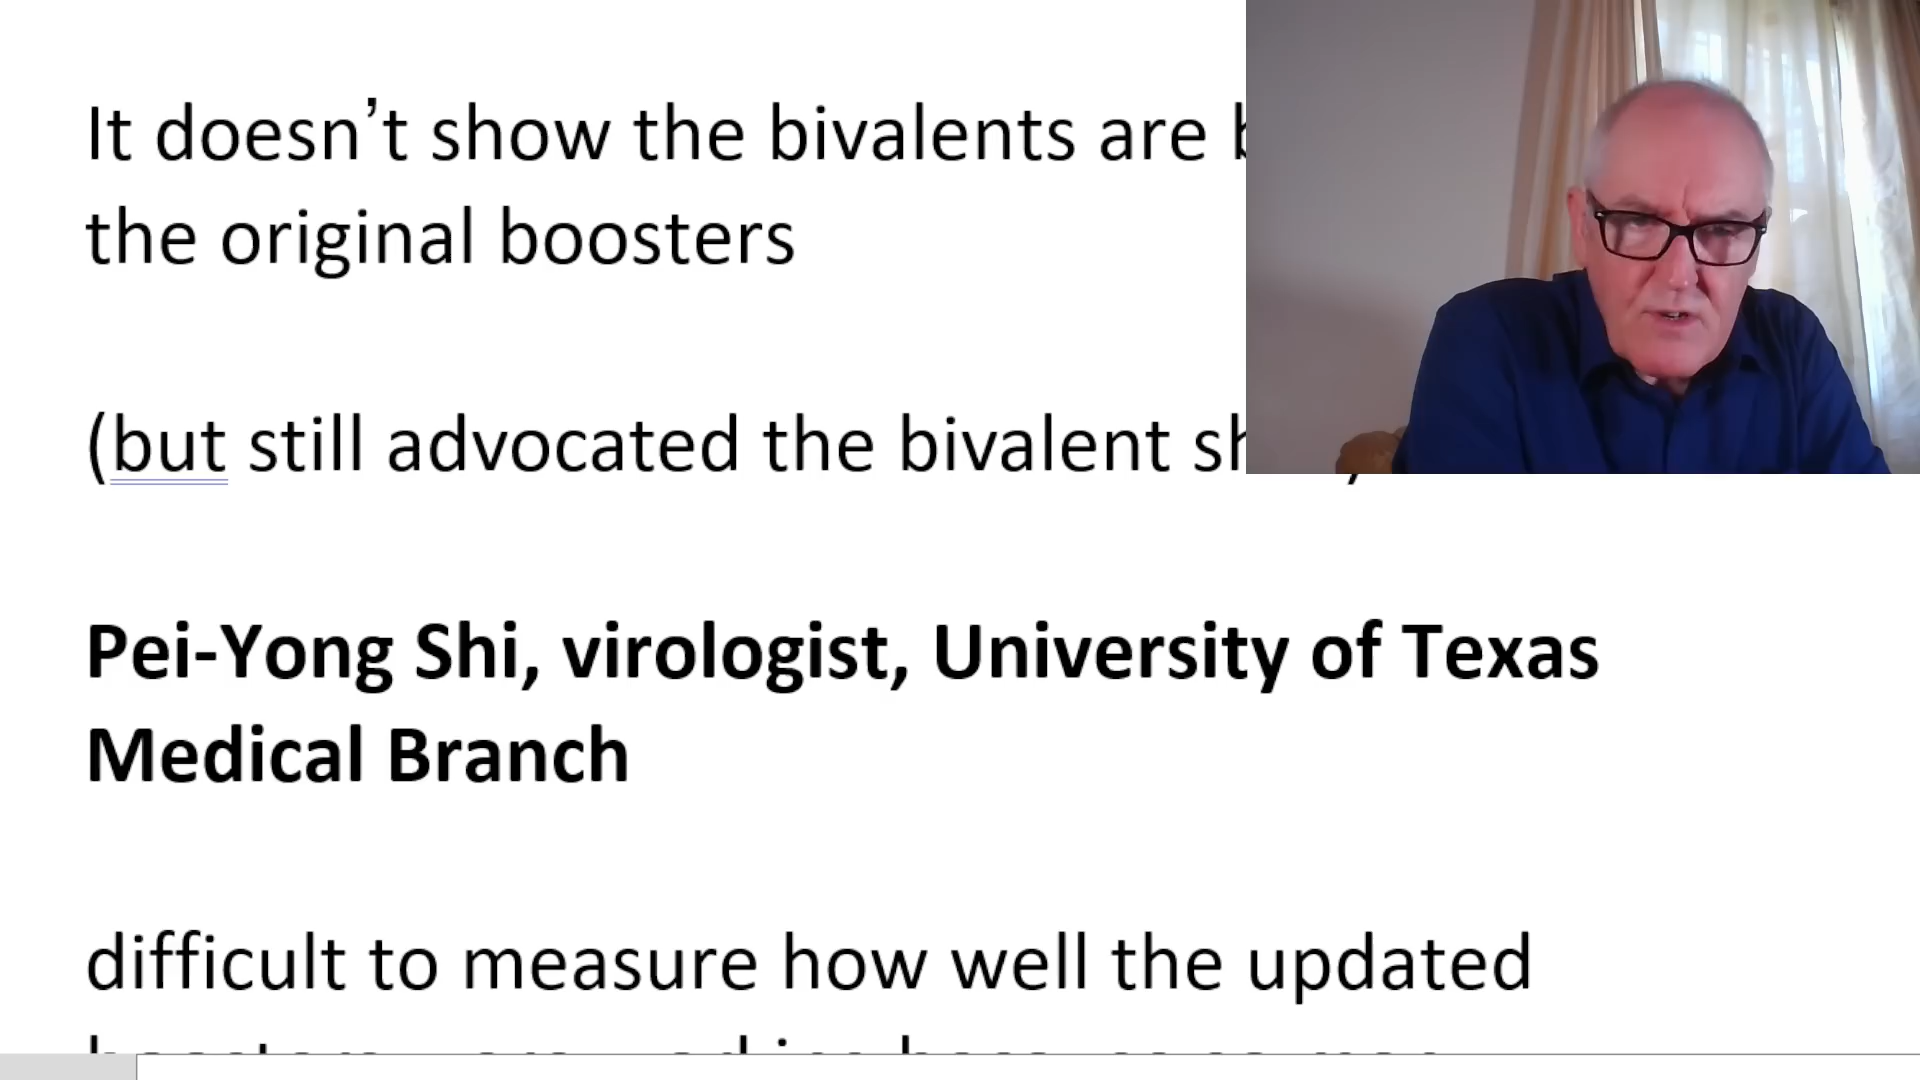 It doesn’t show the bivalents are
the original boosters
(but still advocated the bivalent
Pei-Yong Shi, virologist, University of Texas
Medical Branch
difficult to measure how well the updated